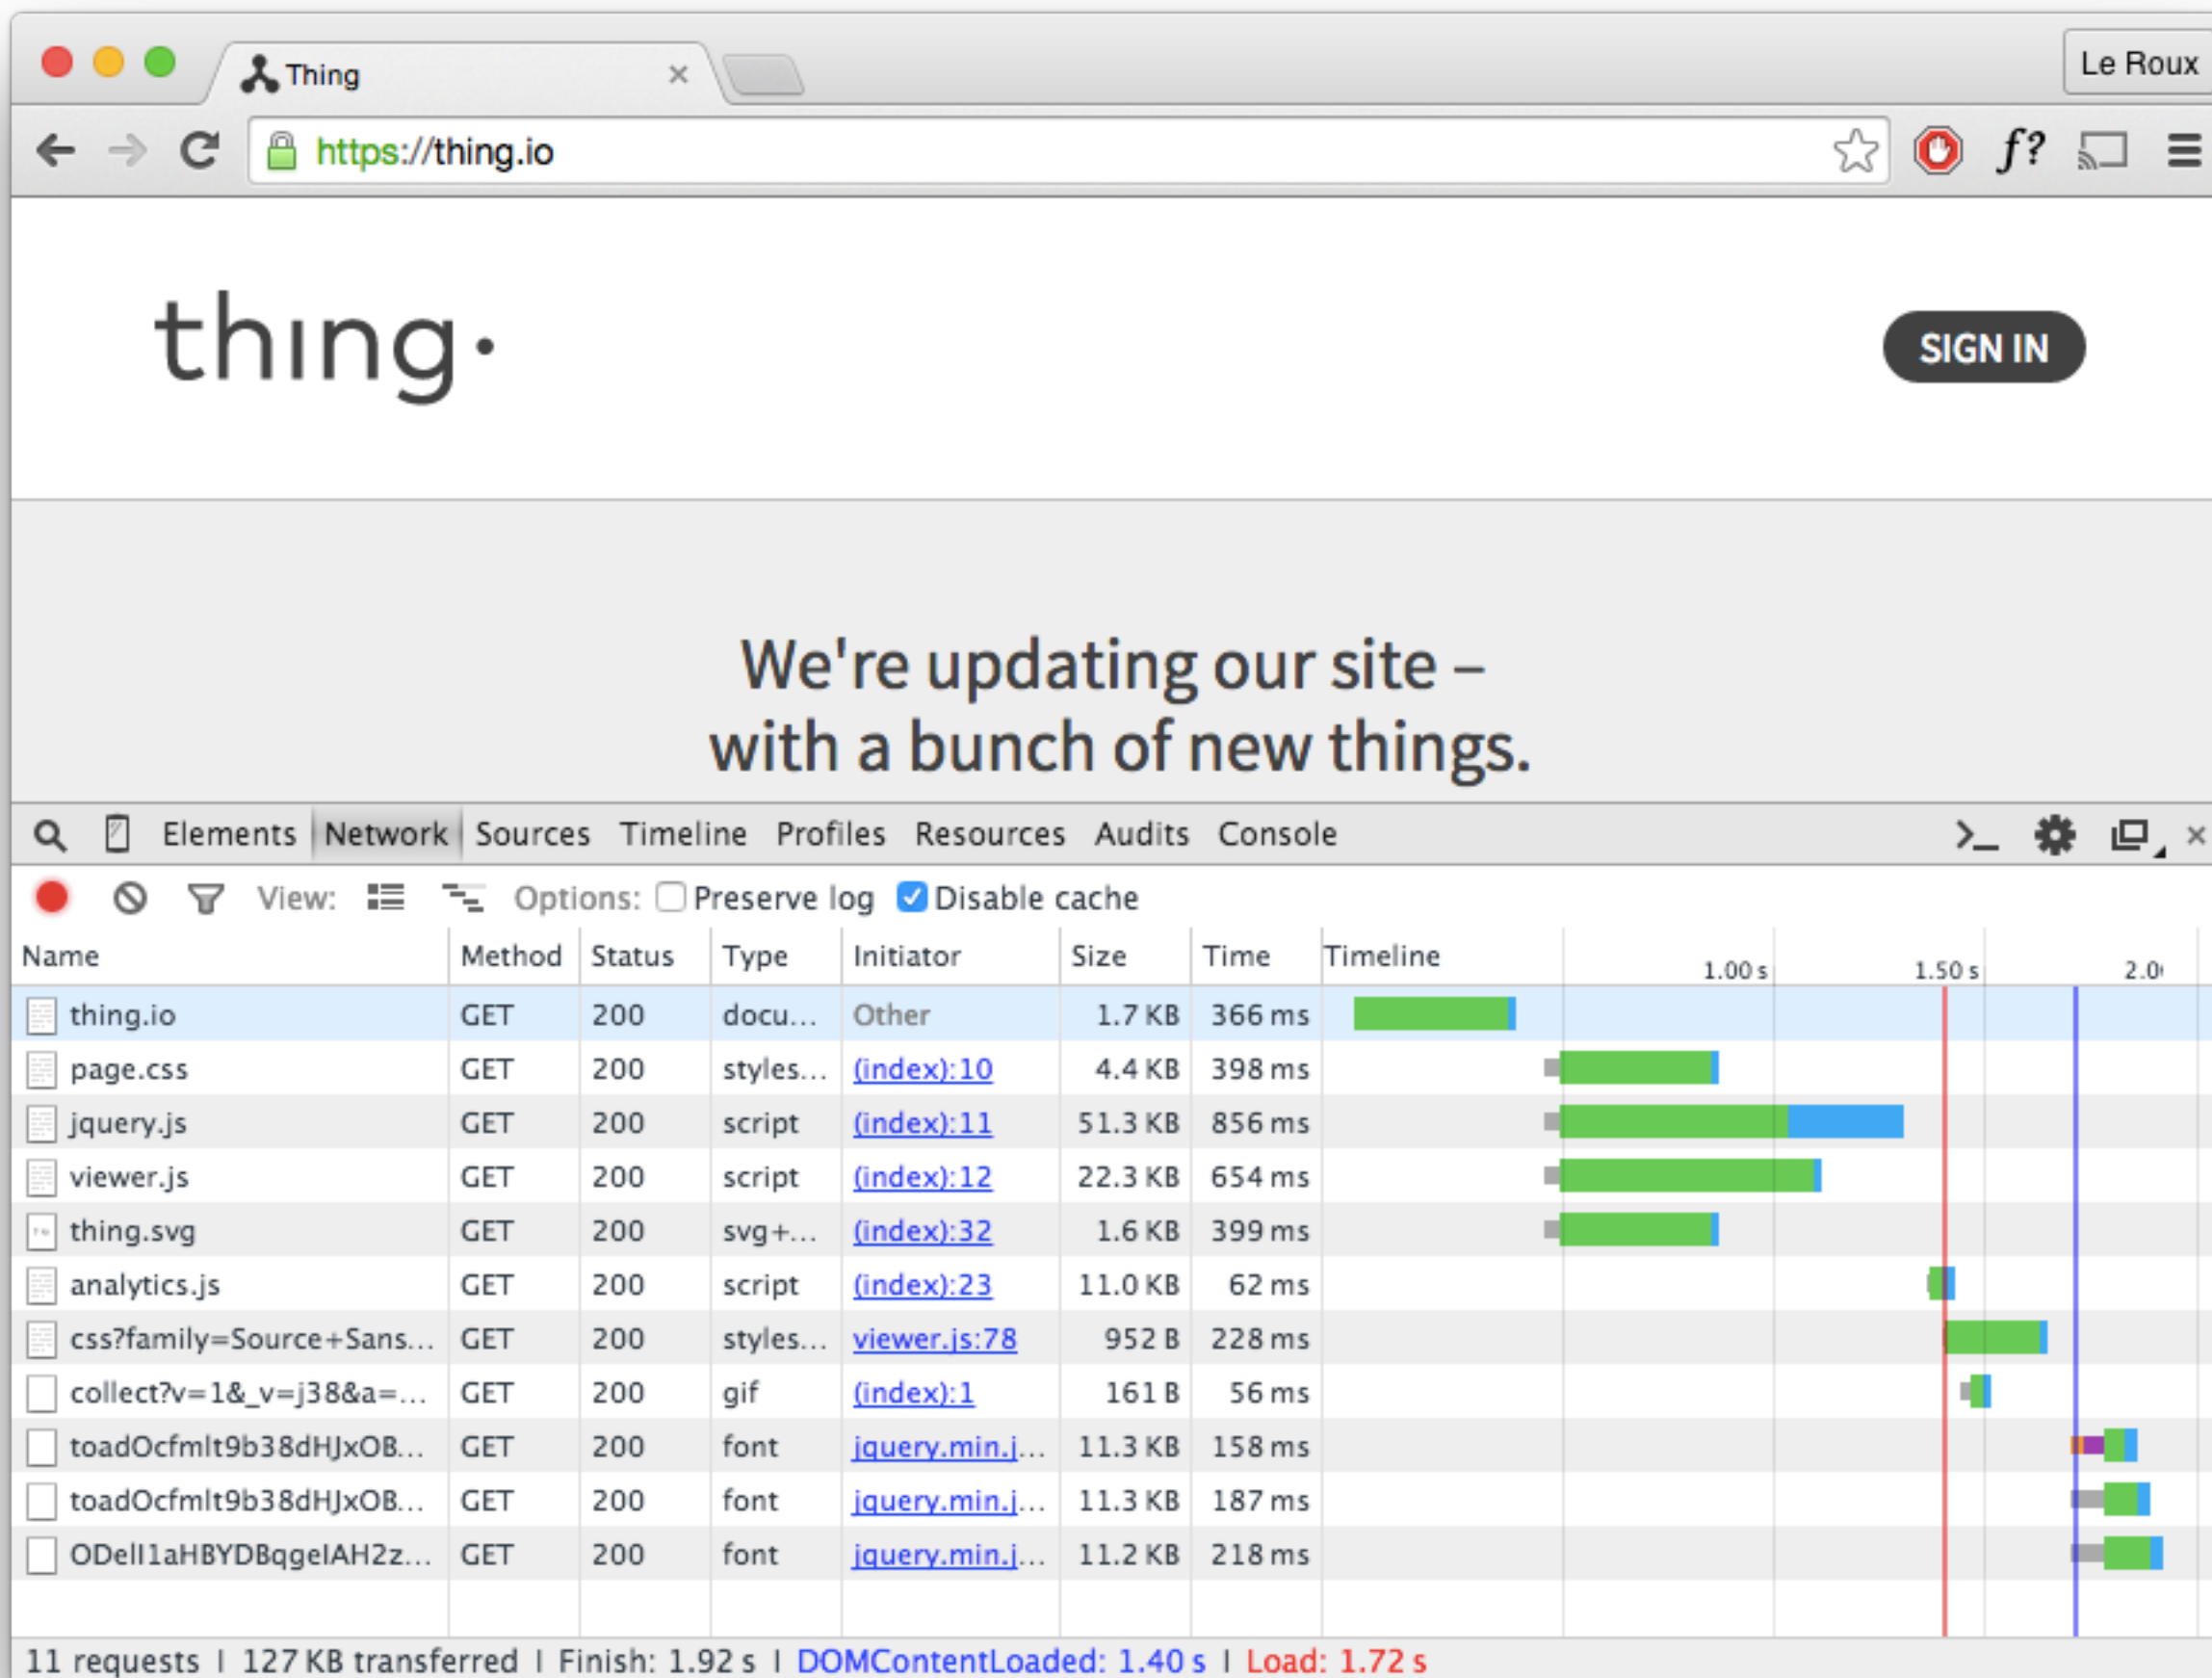 Thing
Le Roux
https://thing.io
f?
thing·
SIGN IN
We're updating our site –
with a bunch of new things.
Elements Network Sources Timeline Profiles Resources Audits Console
View: Options: Preserve log Disable cache
Name Method Status Type Initiator Size Time Timeline 1.00 s 1.50 s 2.0
thing.io GET 200 docu... Other 1.7 KB 366 ms
page.css GET 200 styles... (index):10 4.4 KB 398 ms
jquery.js GET 200 script (index):11 51.3 KB 856 ms
viewer.js GET 200 script (index):12 22.3 KB 654 ms
thing.svg GET 200 svg+... (index):32 1.6 KB 399 ms
analytics.js GET 200 script (index):23 11.0 KB 62 ms
css?family=Source+Sans... GET 200 styles... viewer.js:78 952 B 228 ms
collect?v=1&_v=j38&a=... GET 200 gif (index):1 161 B 56 ms
toadOcfmlt9b38dHJxOB... GET 200 font jquery.min.j... 11.3 KB 158 ms
toadOcfmlt9b38dHJxOB... GET 200 font jquery.min.j... 11.3 KB 187 ms
ODelI1aHBYDBqgeIAH2z... GET 200 font jquery.min.j... 11.2 KB 218 ms
11 requests | 127 KB transferred | Finish: 1.92 s | DOMContentLoaded: 1.40 s | Load: 1.72 s